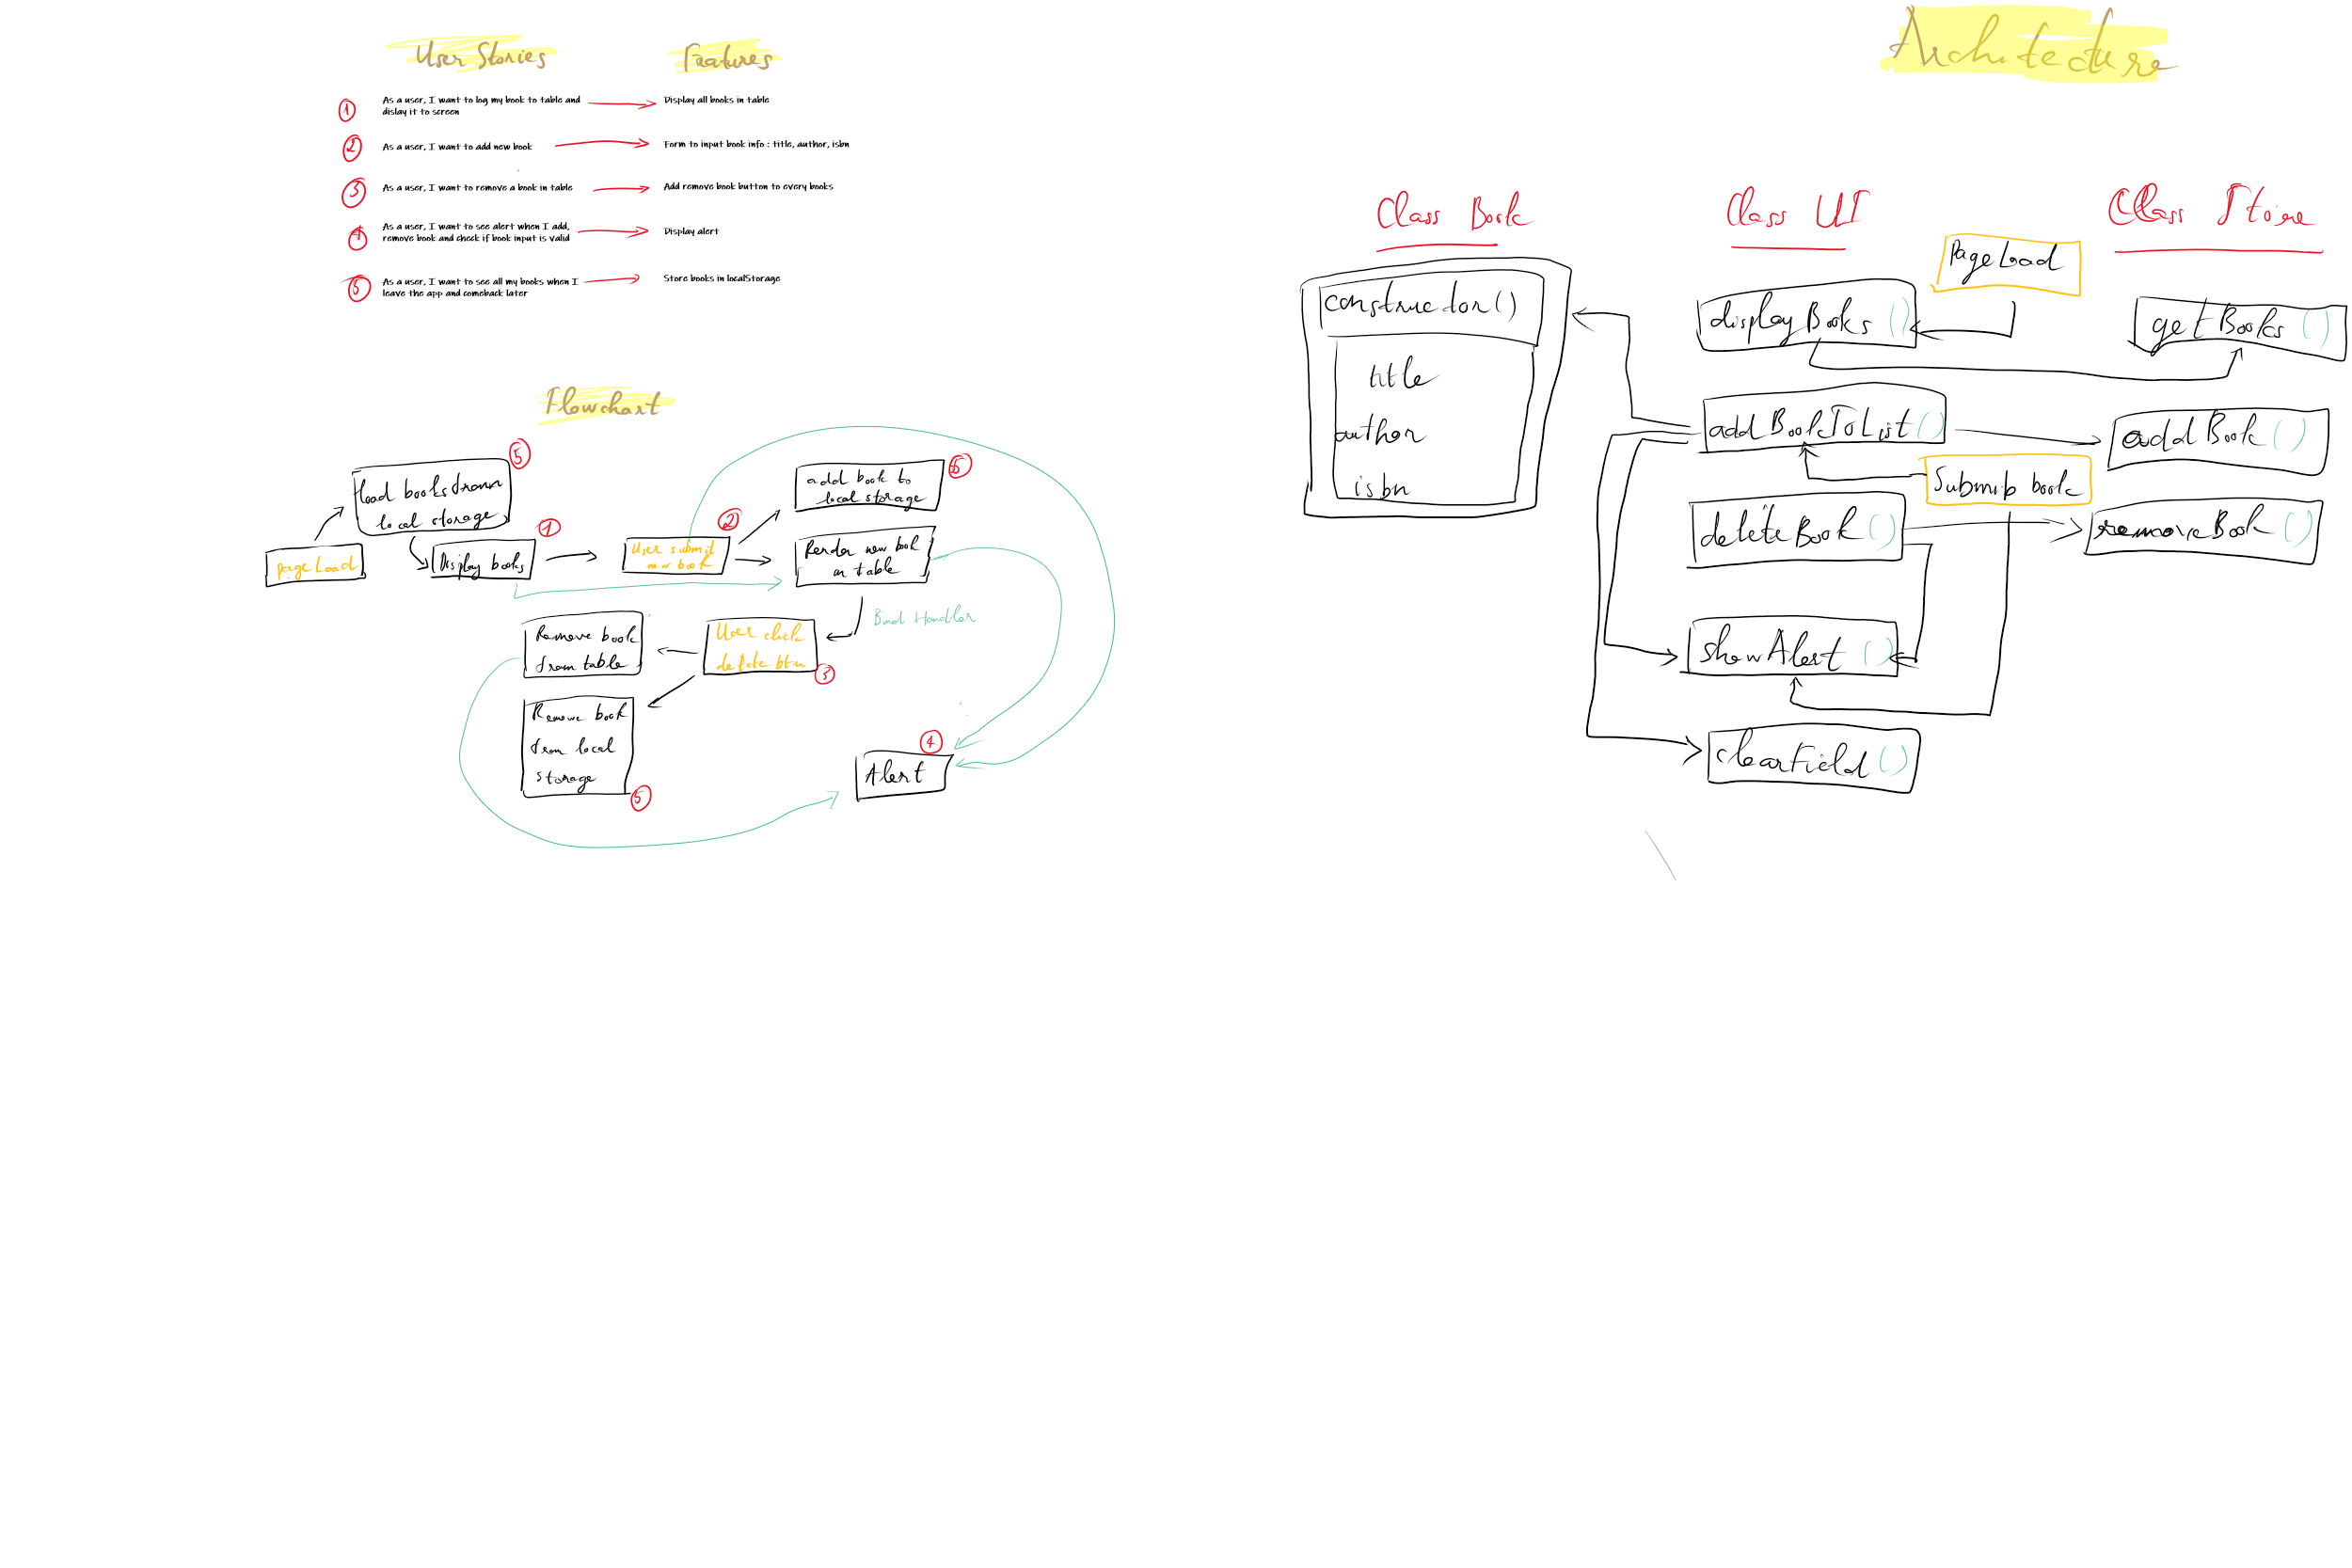 User Stories
Features
1
As a user, I want to log my book to table and
dislay it to screen
Display all books in table
2
As a user, I want to add new book
Form to input book info : title, author, isbn
3
As a user, I want to remove a book in table
Add remove book button to every books
4
As a user, I want to see alert when I add,
remove book and check if book input is valid
Display alert
5
As a user, I want to see all my books when I
leave the app and comeback later
Store books in localStorage
Flowchart
5
load books from
local storage
Page Load
1
Display books
2
User submit
new book
5
add book to
local storage
Render new book
on table
Bind Handler
User click
delete btn
3
Remove book
from table
Remove book
from local
storage
5
4
Alert
Architecture
Class Book
constructor()
title
author
isbn
Class UI
Page Load
displayBooks ()
addBookToList()
Submit book
deleteBook ()
showAlert ()
clearField()
Class Store
getBooks ()
addBook()
removeBook()